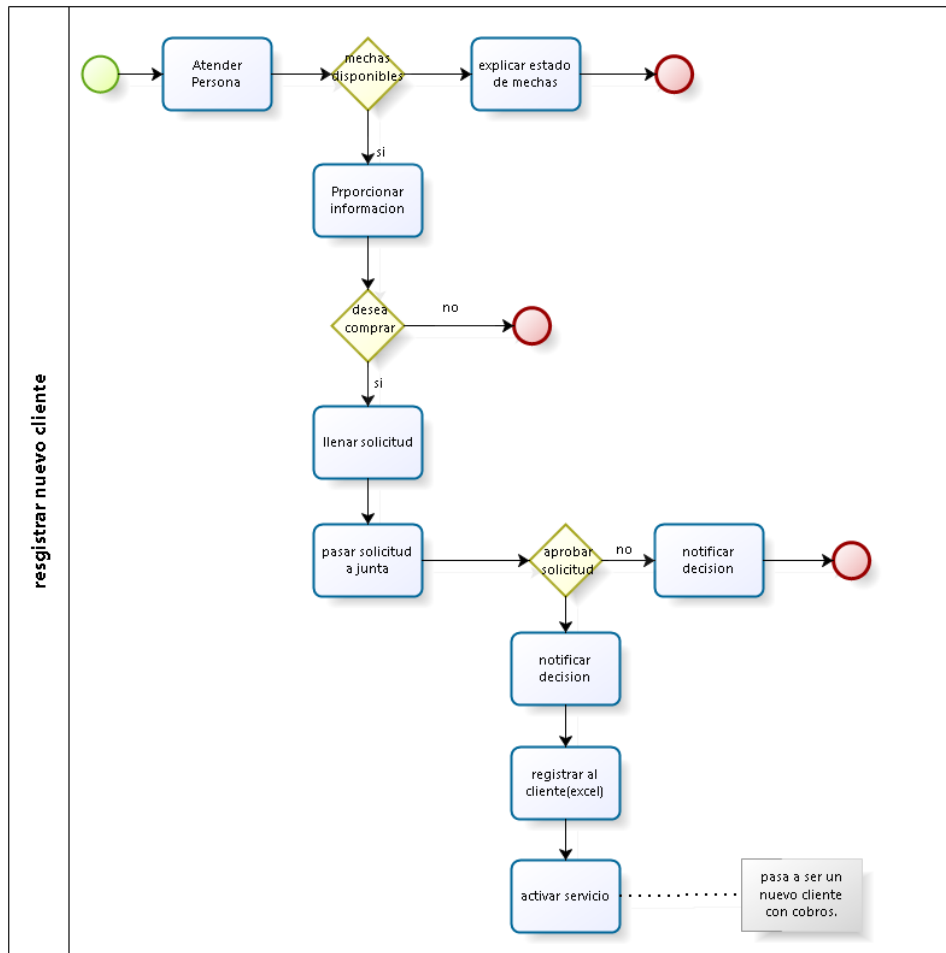 resgistrar nuevo cliente
Atender
Persona
mechas
disponibles
explicar estado
de mechas
si
Prporcionar
informacion
desea
comprar
no
si
llenar solicitud
pasar solicitud
a junta
aprobar
solicitud
no
notificar
decision
notificar
decision
registrar al
cliente(excel)
activar servicio
pasa a ser un
nuevo cliente
con cobros.